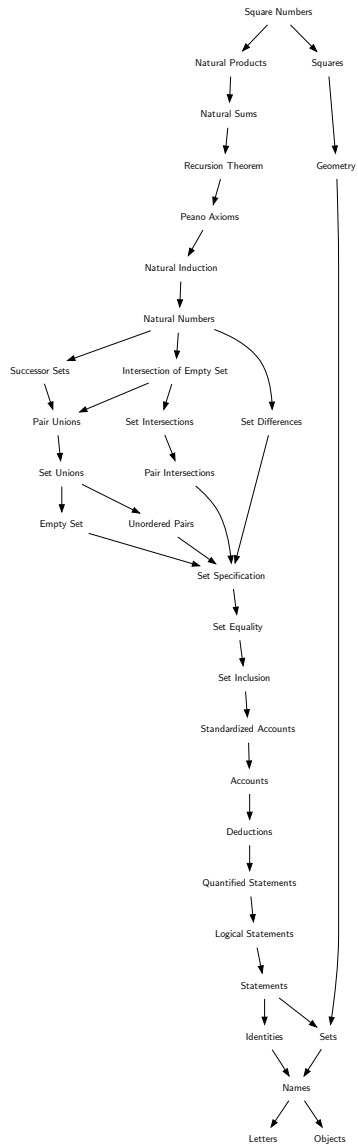 Square Numbers
Natural Products
Squares
Natural Sums
Recursion Theorem
Geometry
Peano Axioms
Natural Induction
Natural Numbers
Successor Sets
Intersection of Empty Set
Pair Unions
Set Intersections
Set Differences
Set Unions
Pair Intersections
Empty Set
Unordered Pairs
Set Specification
Set Equality
Set Inclusion
Standardized Accounts
Accounts
Deductions
Quantified Statements
Logical Statements
Statements
Identities
Sets
Names
Letters
Objects